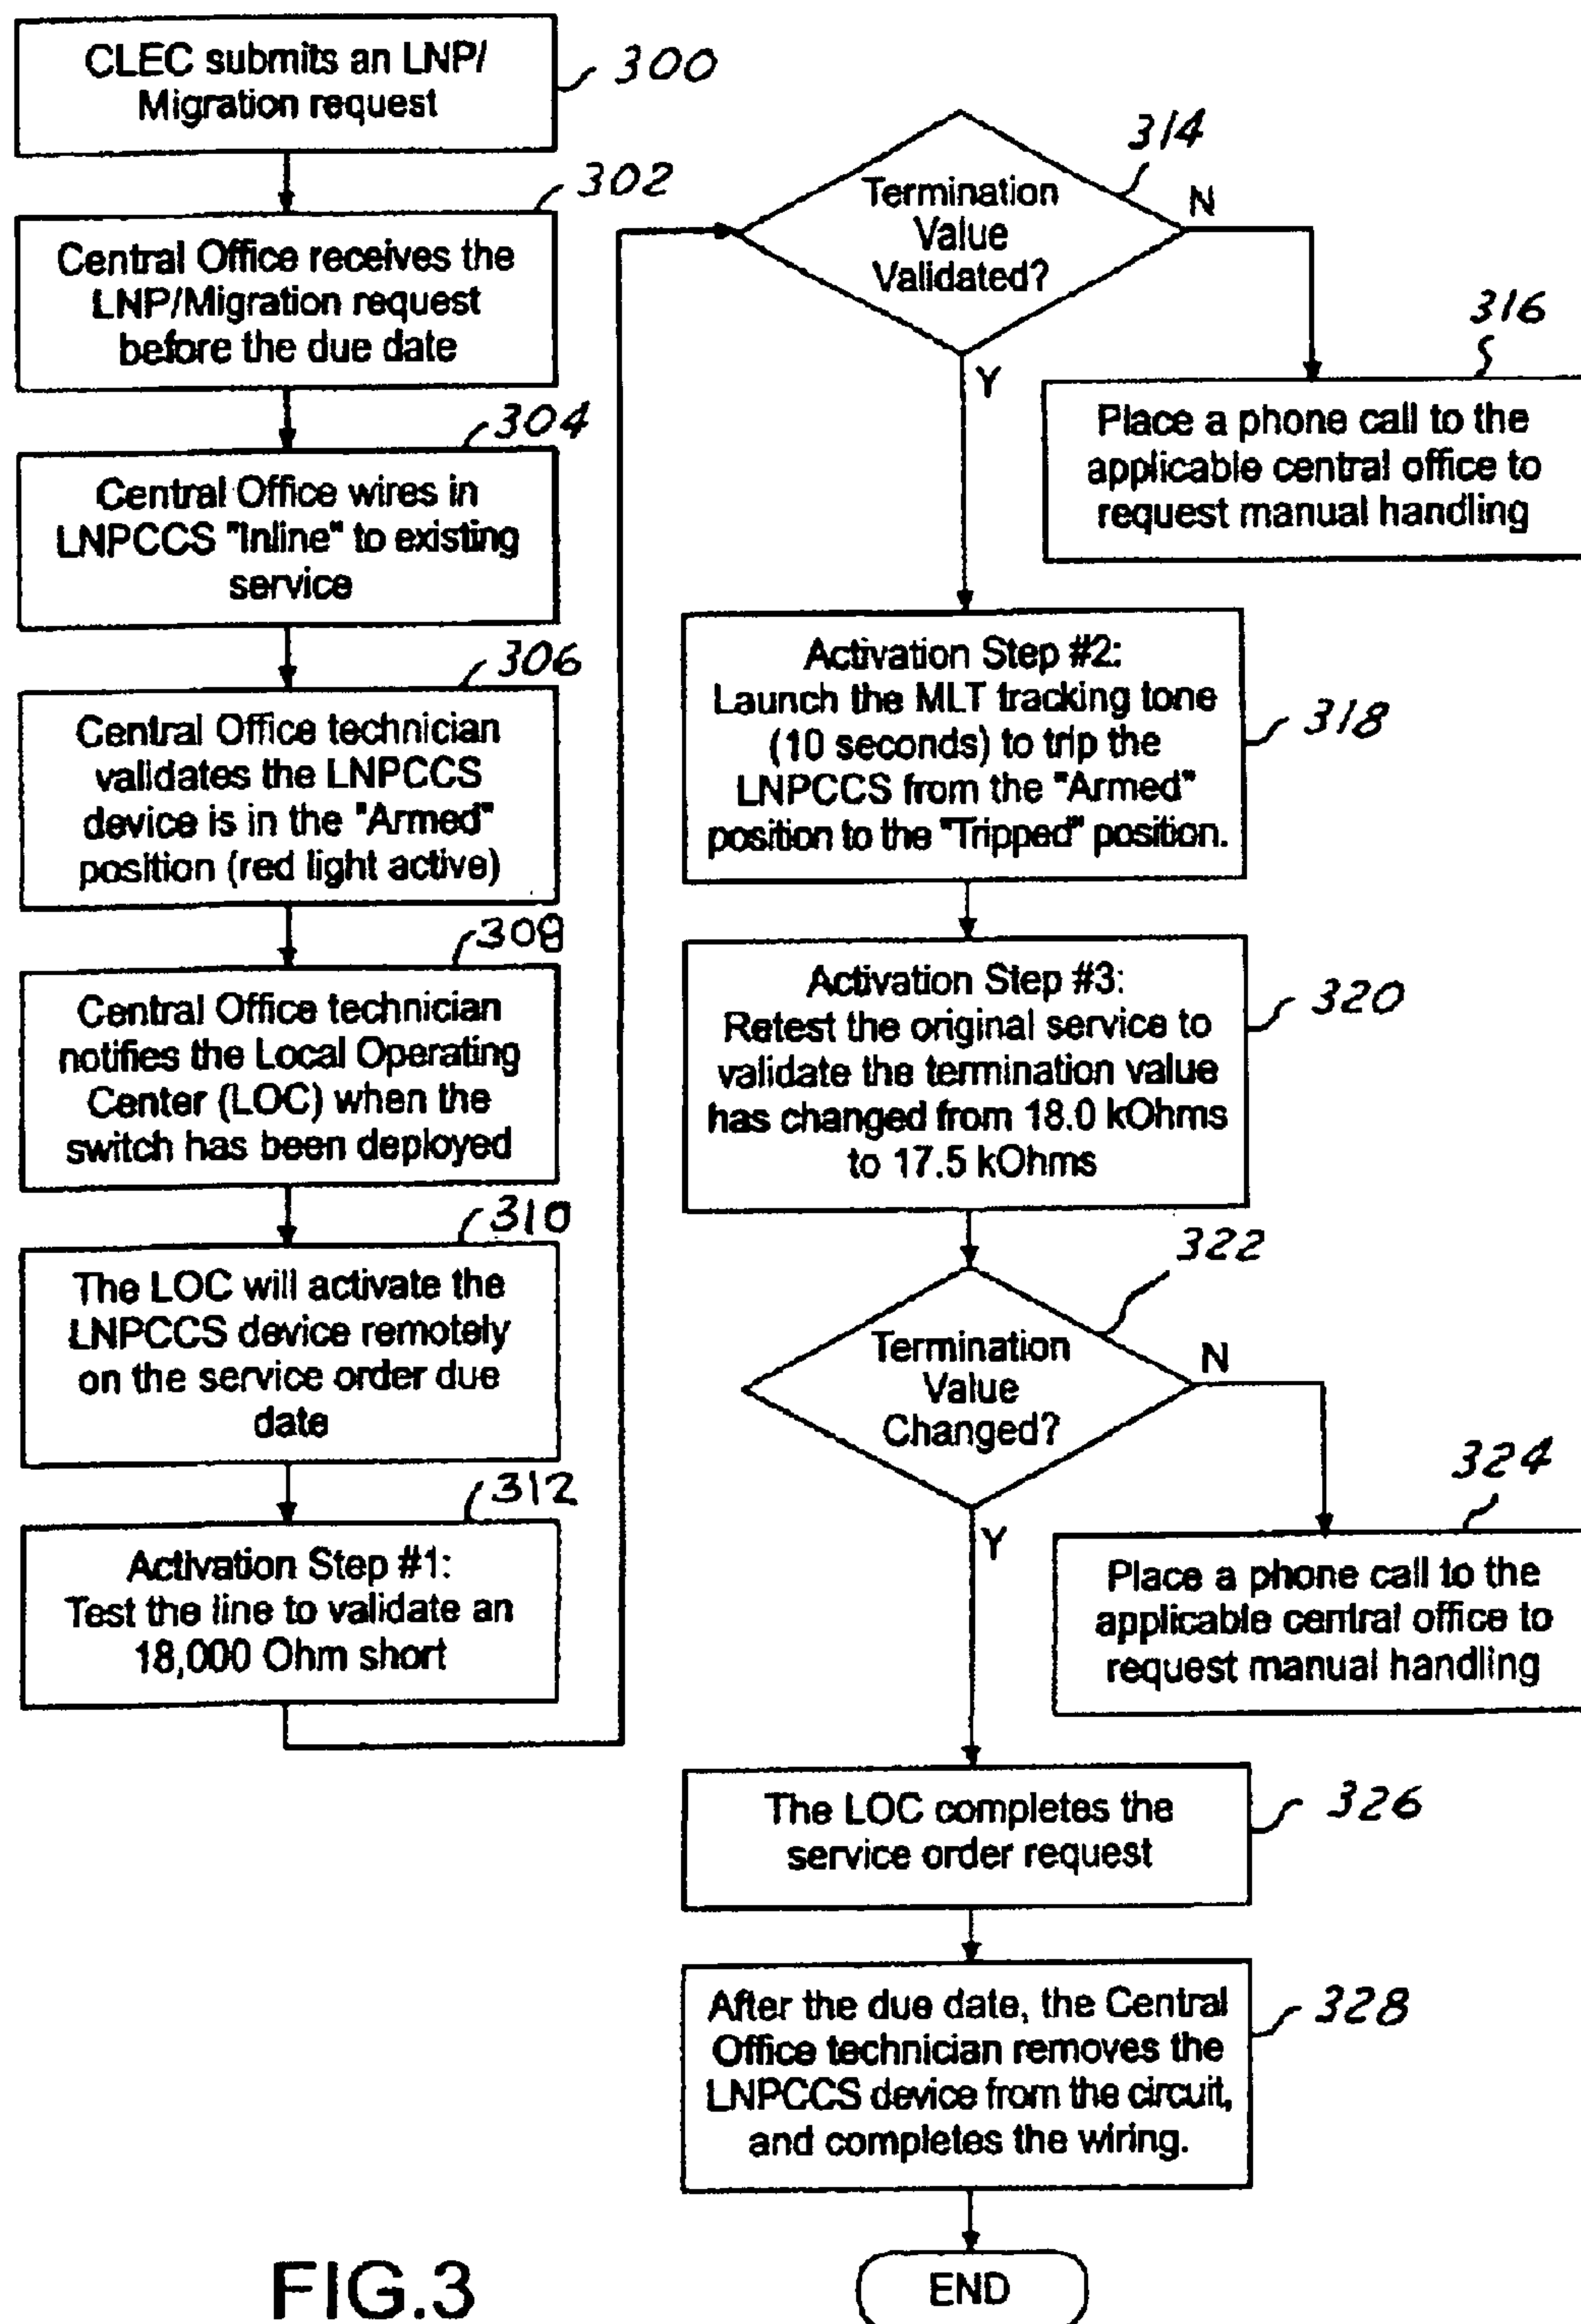 CLEC submits an LNP/
Migration request
300
302
Central Office receives the
LNP/Migration request
before the due date
304
Central Office wires in
LNPCCS "Inline" to existing
service
306
Central Office technician
validates the LNPCCS
device is in the "Armed"
position (red light active)
308
Central Office technician
notifies the Local Operating
Center (LOC) when the
switch has been deployed
310
The LOC will activate the
LNPCCS device remotely
on the service order due
date
312
Activation Step #1:
Test the line to validate an
18,000 Ohm short
314
Termination
Value
Validated?
N
Y
316
Place a phone call to the
applicable central office to
request manual handling
Activation Step #2:
Launch the MLT tracking tone
(10 seconds) to trip the
LNPCCS from the "Armed"
position to the "Tripped" position.
318
Activation Step #3:
Retest the original service to
validate the termination value
has changed from 18.0 kOhms
to 17.5 kOhms
320
322
Termination
Value
Changed?
N
Y
324
Place a phone call to the
applicable central office to
request manual handling
The LOC completes the
service order request
326
After the due date, the Central
Office technician removes the
LNPCCS device from the circuit,
and completes the wiring.
328
END
FIG.3